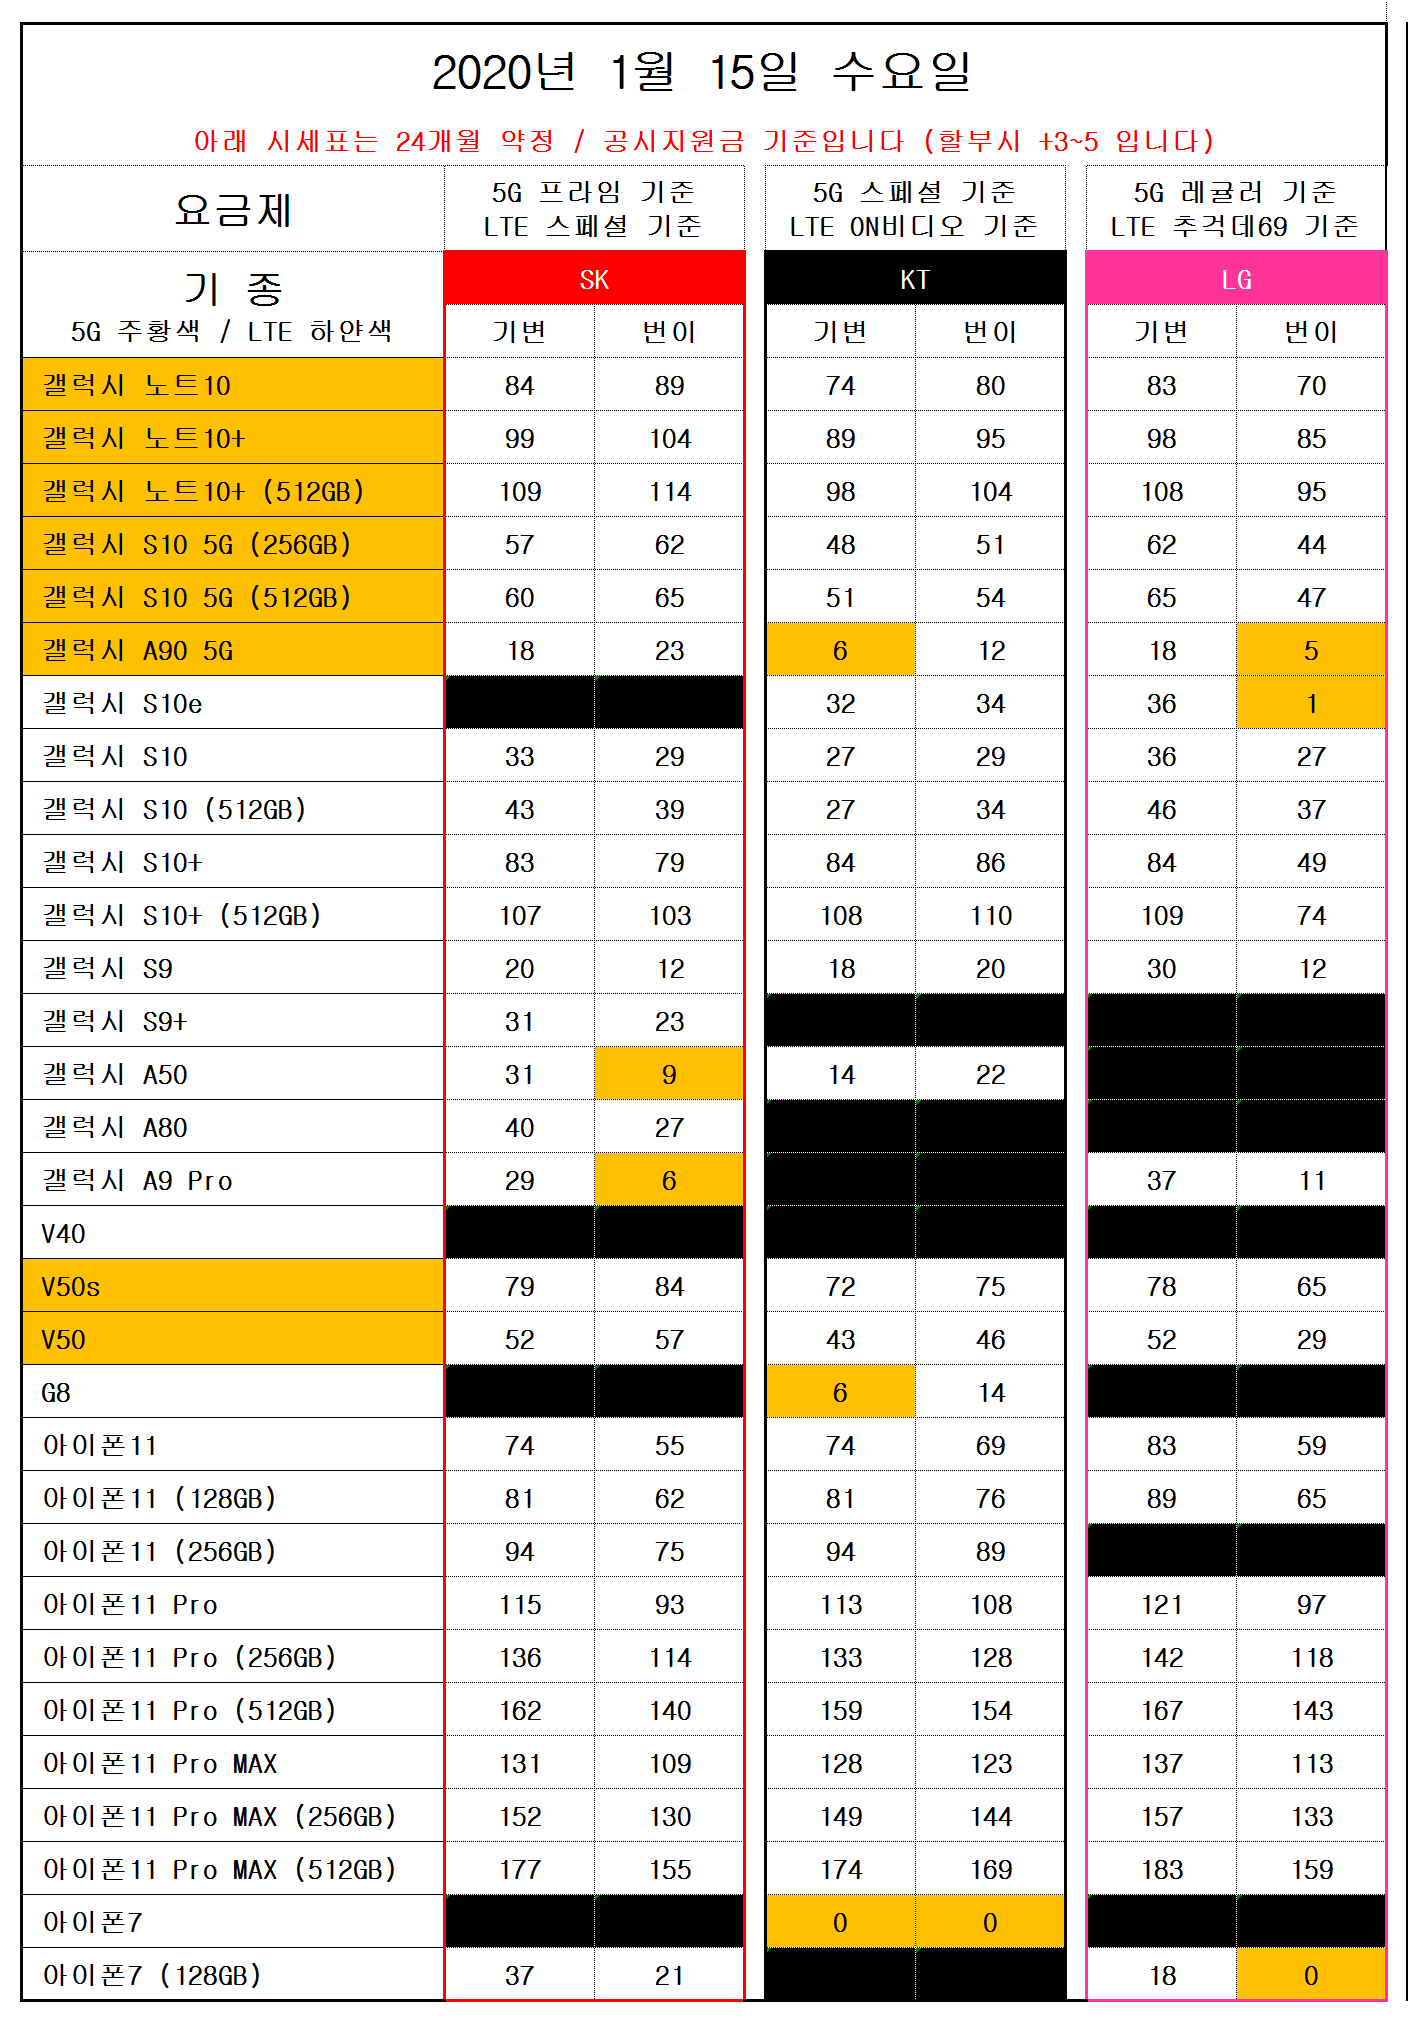 2020년 1월 15일 수요일
아래 시세표는 24개월 약정 / 공시지원금 기준입니다 (할부시 +3~5 입니다)
요금제 5G 프라임 기준 5G 스페셜 기준 5G 레귤러 기준
LTE 스페셜 기준 LTE ON비디오 기준 LTE 추걱데69 기준
기 종 SK KT LG
5G 주황색 / LTE 하얀색 기변 번이 기변 번이 기변 번이
갤럭시 노트10 84 89 74 80 83 70
갤럭시 노트10+ 99 104 89 95 98 85
갤럭시 노트10+ (512GB) 109 114 98 104 108 95
갤럭시 S10 5G (256GB) 57 62 48 51 62 44
갤럭시 S10 5G (512GB) 60 65 51 54 65 47
갤럭시 A90 5G 18 23 6 12 18 5
갤럭시 S10e 32 34 36 1
갤럭시 S10 33 29 27 29 36 27
갤럭시 S10 (512GB) 43 39 27 34 46 37
갤럭시 S10+ 83 79 84 86 84 49
갤럭시 S10+ (512GB) 107 103 108 110 109 74
갤럭시 S9 20 12 18 20 30 12
갤럭시 S9+ 31 23
갤럭시 A50 31 9 14 22
갤럭시 A80 40 27
갤럭시 A9 Pro 29 6 37 11
V40
V50s 79 84 72 75 78 65
V50 52 57 43 46 52 29
G8 6 14
아이폰11 74 55 74 69 83 59
아이폰11 (128GB) 81 62 81 76 89 65
아이폰11 (256GB) 94 75 94 89
아이폰11 Pro 115 93 113 108 121 97
아이폰11 Pro (256GB) 136 114 133 128 142 118
아이폰11 Pro (512GB) 162 140 159 154 167 143
아이폰11 Pro MAX 131 109 128 123 137 113
아이폰11 Pro MAX (256GB) 152 130 149 144 157 133
아이폰11 Pro MAX (512GB) 177 155 174 169 183 159
아이폰7 0 0
아이폰7 (128GB) 37 21 18 0